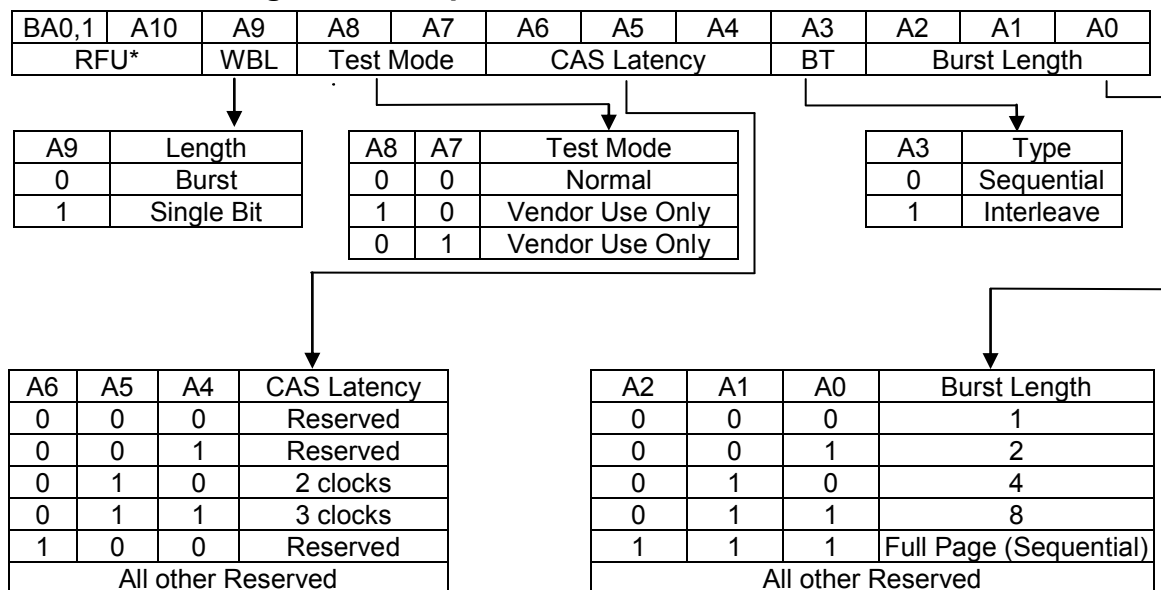 BA0,1 A10 A9 A8 A7 A6 A5 A4 A3 A2 A1 A0
RFU* WBL Test Mode CAS Latency BT Burst Length
A9 Length
0 Burst
1 Single Bit
A8 A7 Test Mode
0 0 Normal
1 0 Vendor Use Only
0 1 Vendor Use Only
A3 Type
0 Sequential
1 Interleave
A6 A5 A4 CAS Latency
0 0 0 Reserved
0 0 1 Reserved
0 1 0 2 clocks
0 1 1 3 clocks
1 0 0 Reserved
All other Reserved
A2 A1 A0 Burst Length
0 0 0 1
0 0 1 2
0 1 0 4
0 1 1 8
1 1 1 Full Page (Sequential)
All other Reserved